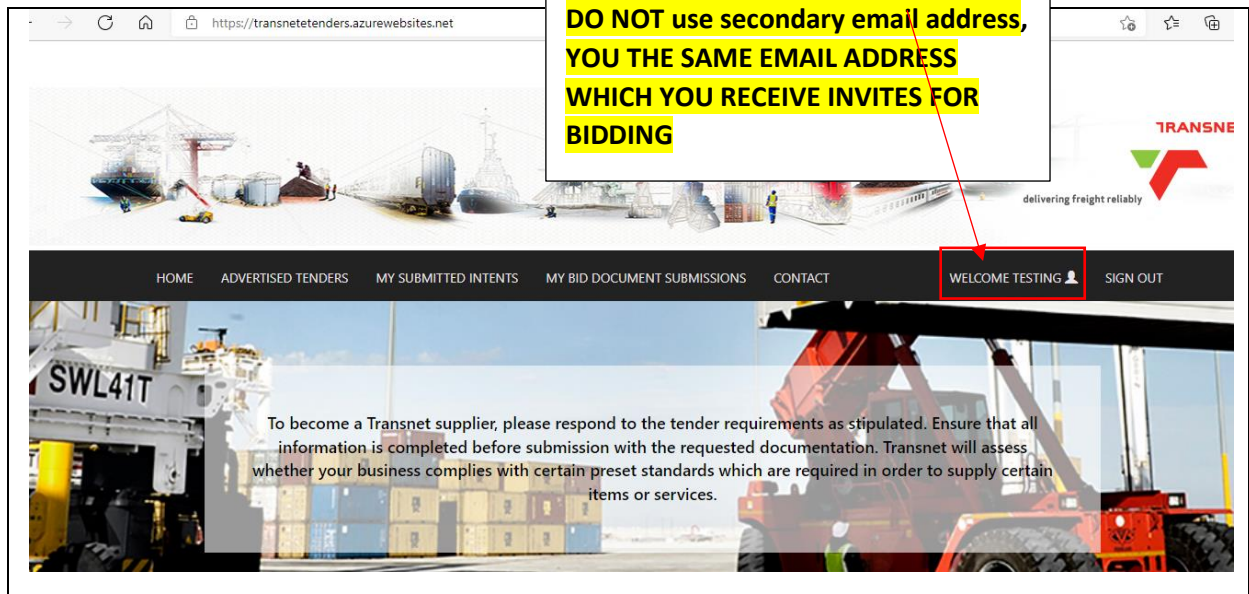 https://transnetetenders.azurewebsites.net
DO NOT use secondary email address,
YOU THE SAME EMAIL ADDRESS
WHICH YOU RECEIVE INVITES FOR
BIDDING
TRANSNE
delivering freight reliably
HOME ADVERTISED TENDERS MY SUBMITTED INTENTS MY BID DOCUMENT SUBMISSIONS CONTACT WELCOME TESTING SIGN OUT
SWL41T
To become a Transnet supplier, please respond to the tender requirements as stipulated. Ensure that all
information is completed before submission with the requested documentation. Transnet will assess
whether your business complies with certain preset standards which are required in order to supply certain
items or services.